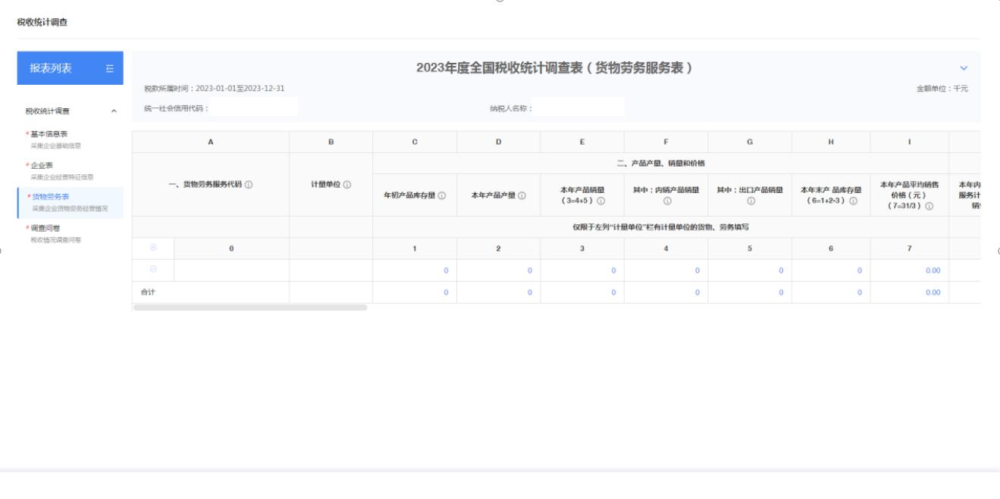 税收统计调查
报表列表
税收统计调查
*基本信息表
采集企业基础信息
*企业表
采集企业经营特征信息
*货物劳务表
采集企业货物劳务经营情况
*调查问卷
税收情况调查问卷
2023年度全国税收统计调查表（货物劳务服务表）
税款所属时间：2023-01-01至2023-12-31
金额单位：千元
统一社会信用代码：
纳税人名称：
A B C D E F G H I
一、货物劳务服务代码
计量单位
二、产品产量、销量和价格
年初产品库存量
本年产品产量
本年产品销量
（3=4+5）
其中：内销产品销量
其中：出口产品销量
本年末产 品库存量
（6=1+2-3）
本年产品平均销售
价格（元）
（7=31/3）
本年内
服务计
销
仅限于左列“计量单位”栏有计量单位的货物、劳务填写
0 1 2 3 4 5 6 7
0 0 0 0 0 0 0.00
合计 0 0 0 0 0 0 0.00